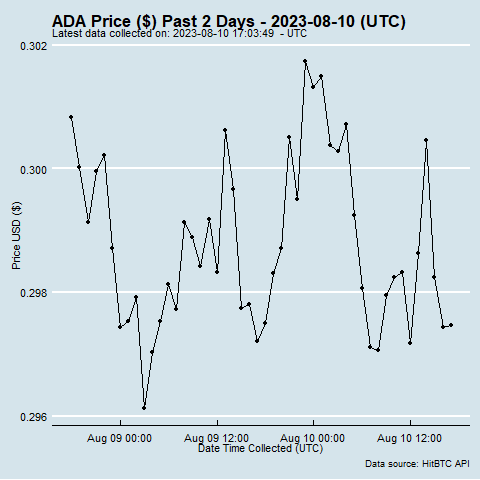 ADA Price ($) Past 2 Days - 2023-08-10 (UTC)
Latest data collected on: 2023-08-10 17:03:49 - UTC
0.302
0.300
0.298
0.296
Price USD ($)
Aug 09 00:00 Aug 09 12:00 Aug 10 00:00 Aug 10 12:00
Date Time Collected (UTC)
Data source: HitBTC API